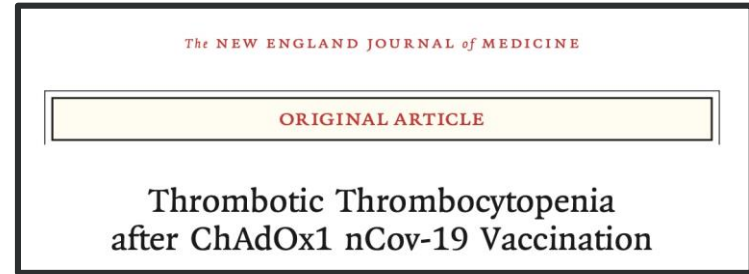 The NEW ENGLAND JOURNAL of MEDICINE
ORIGINAL ARTICLE
Thrombotic Thrombocytopenia
after ChAdOx1 nCov-19 Vaccination